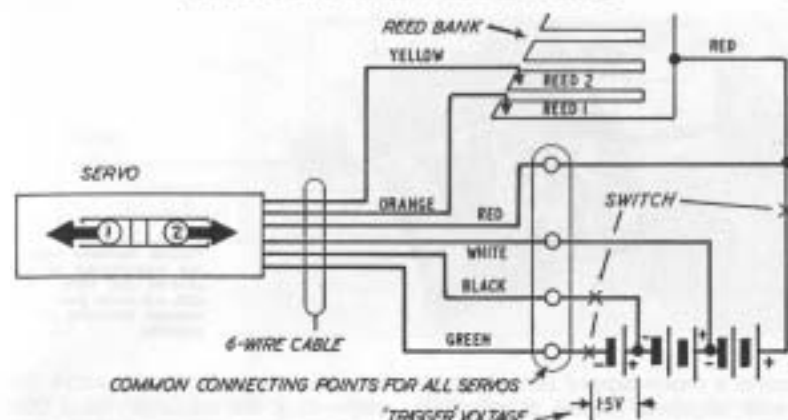 REED BANK
RED
YELLOW
REED 2
REED 1
SERVO
SWITCH
ORANGE
RED
1 2
WHITE
BLACK
6-WIRE CABLE
GREEN
- + - + - + - +
COMMON CONNECTING POINTS FOR ALL SERVOS
"TRIGGER" VOLTAGE
1·5V